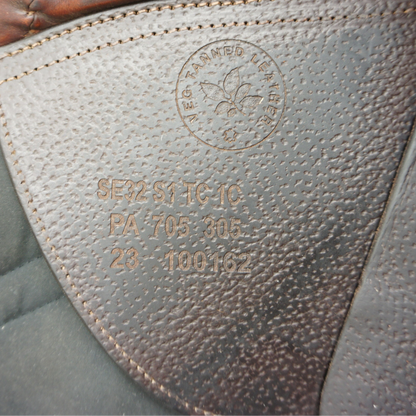 VEG TANNED LEATHER
SE32 S1 TC 1C
PA 705 305
23 100162